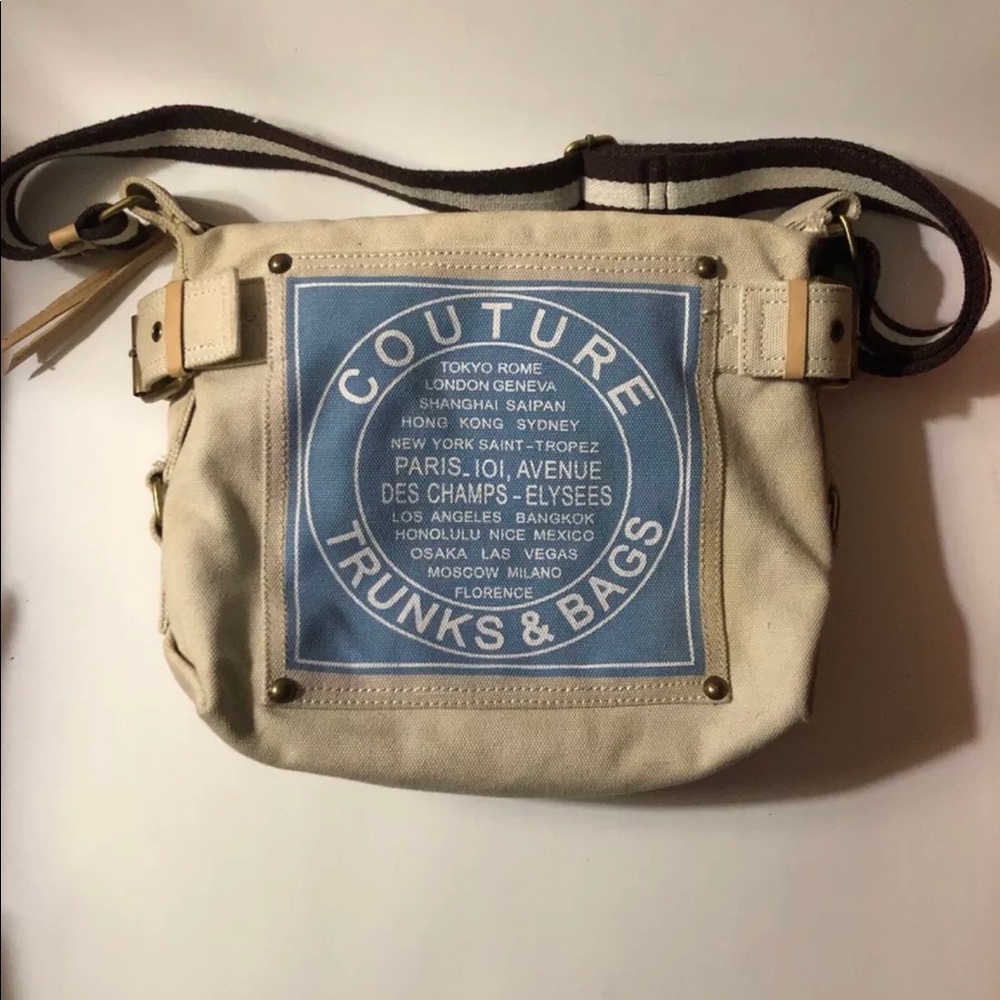 COUTURE
TOKYO ROME
LONDON GENEVA
SHANGHAI SAIPAN
HONG KONG SYDNEY
NEW YORK SAINT-TROPEZ
PARIS_101, AVENUE
DES CHAMPS-ELYSEES
LOS ANGELES BANGKOK
HONOLULU NICE MEXICO
OSAKA LAS VEGAS
MOSCOW MILANO
FLORENCE
TRUNKS & BAGS